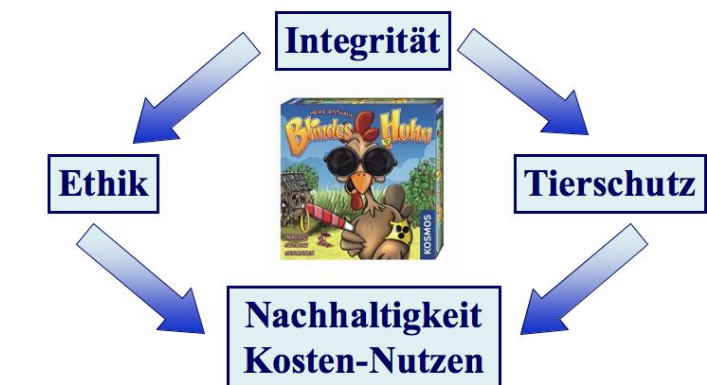 Integrität
Blindes Huhn
KOSMOS
Ethik
Tierschutz
Nachhaltigkeit
Kosten-Nutzen